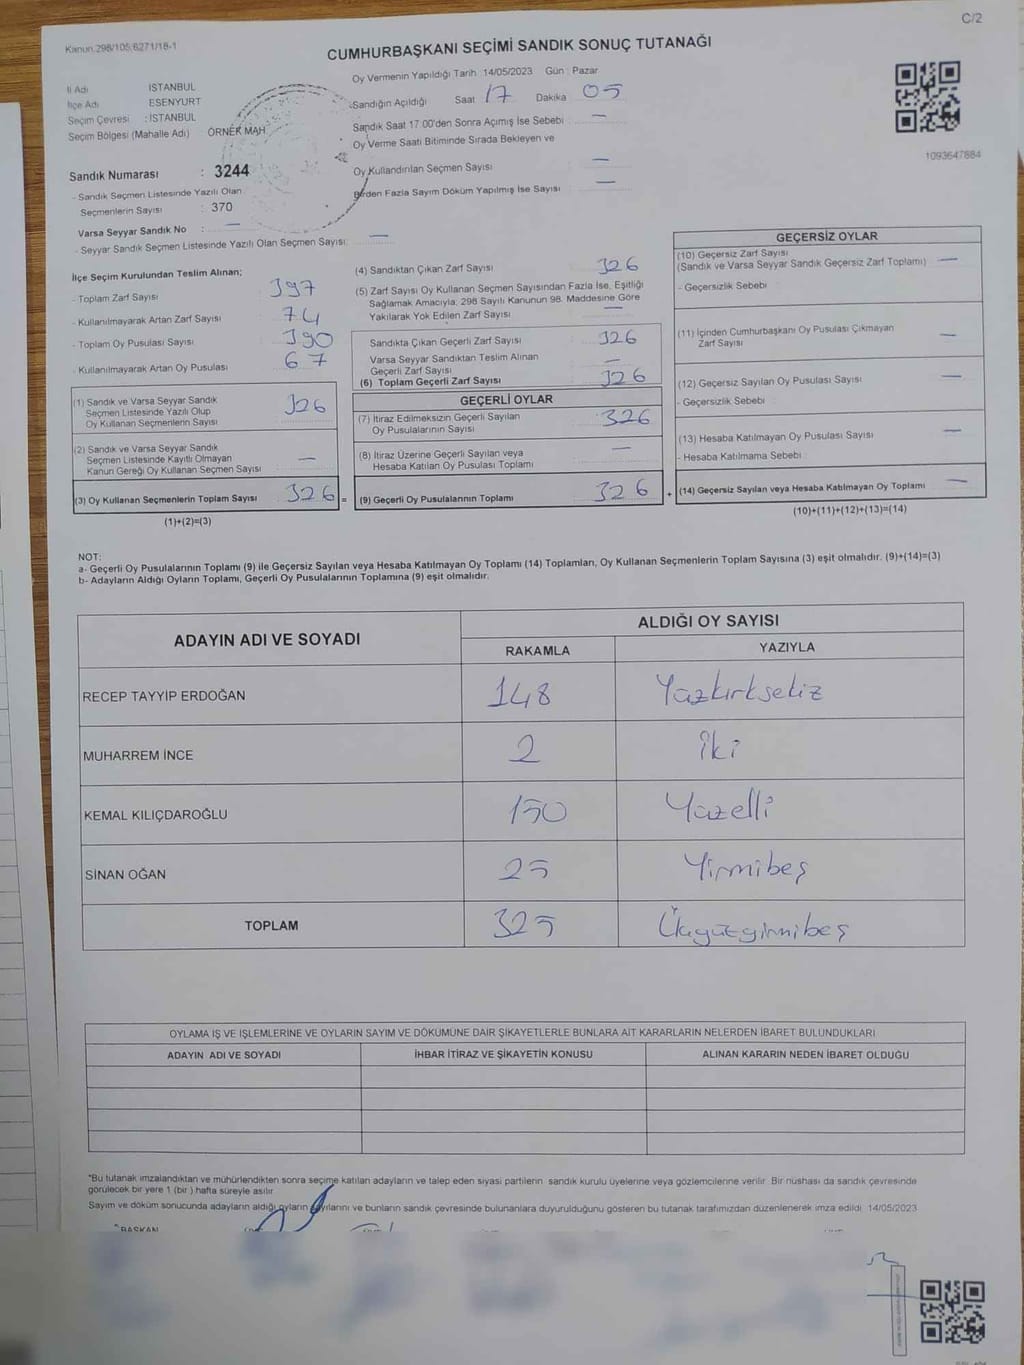 C/2
Kanun:298/105;6271/18-1
CUMHURBAŞKANI SEÇİMİ SANDIK SONUÇ TUTANAĞI
İl Adı İSTANBUL
İlçe Adı ESENYURT
Seçim Çevresi : İSTANBUL
Seçim Bölgesi (Mahalle Adı) ÖRNEK MAH
Oy Vermenin Yapıldığı Tarih :14/05/2023 Gün : Pazar
Sandığın Açıldığı Saat 17 Dakika 05
Sandık Saat 17:00'den Sonra Açımış İse Sebebi : —
Oy Verme Saati Bitiminde Sırada Bekleyen ve
Oy Kullandırılan Seçmen Sayısı —
Birden Fazla Sayım Döküm Yapılmış İse Sayısı —
1093647884
Sandık Numarası : 3244
- Sandık Seçmen Listesinde Yazılı Olan
Seçmenlerin Sayısı : 370
Varsa Seyyar Sandık No : —
- Seyyar Sandık Seçmen Listesinde Yazılı Olan Seçmen Sayısı: —
İlçe Seçim Kurulundan Teslim Alınan;
- Toplam Zarf Sayısı 397
- Kullanılmayarak Artan Zarf Sayısı 74
- Toplam Oy Pusulası Sayısı 390
- Kullanılmayarak Artan Oy Pusulası 67
(1) Sandık ve Varsa Seyyar Sandık
Seçmen Listesinde Yazılı Olup
Oy Kullanan Seçmenlerin Sayısı 326
(2) Sandık ve Varsa Seyyar Sandık
Seçmen Listesinde Kayıtlı Olmayan
Kanun Gereği Oy Kullanan Seçmen Sayısı —
(3) Oy Kullanan Seçmenlerin Toplam Sayısı 326 =
(1)+(2)=(3)
(4) Sandıktan Çıkan Zarf Sayısı 326
(5) Zarf Sayısı Oy Kullanan Seçmen Sayısından Fazla İse, Eşitliği
Sağlamak Amacıyla, 298 Sayılı Kanunun 98. Maddesine Göre
Yakılarak Yok Edilen Zarf Sayısı —
Sandıkta Çıkan Geçerli Zarf Sayısı 326
Varsa Seyyar Sandıktan Teslim Alınan
Geçerli Zarf Sayısı —
(6) Toplam Geçerli Zarf Sayısı 326
GEÇERLİ OYLAR
(7) İtiraz Edilmeksizin Geçerli Sayılan
Oy Pusulalarının Sayısı 326
(8) İtiraz Üzerine Geçerli Sayılan veya
Hesaba Katılan Oy Pusulası Toplamı —
(9) Geçerli Oy Pusulalarının Toplamı 326 +
GEÇERSİZ OYLAR
(10) Geçersiz Zarf Sayısı
(Sandık ve Varsa Seyyar Sandık Geçersiz Zarf Toplamı) —
- Geçersizlik Sebebi
(11) İçinden Cumhurbaşkanı Oy Pusulası Çıkmayan
Zarf Sayısı —
(12) Geçersiz Sayılan Oy Pusulası Sayısı —
- Geçersizlik Sebebi
(13) Hesaba Katılmayan Oy Pusulası Sayısı —
- Hesaba Katılmama Sebebi
(14) Geçersiz Sayılan veya Hesaba Katılmayan Oy Toplamı —
(10)+(11)+(12)+(13)=(14)
NOT:
a- Geçerli Oy Pusulalarının Toplamı (9) ile Geçersiz Sayılan veya Hesaba Katılmayan Oy Toplamı (14) Toplamları, Oy Kullanan Seçmenlerin Toplam Sayısına (3) eşit olmalıdır. (9)+(14)=(3)
b- Adayların Aldığı Oyların Toplamı, Geçerli Oy Pusulalarının Toplamına (9) eşit olmalıdır.
ADAYIN ADI VE SOYADI ALDIĞI OY SAYISI
RAKAMLA YAZIYLA
RECEP TAYYIP ERDOĞAN 148 Yüzkırksekiz
MUHARREM İNCE 2 İki
KEMAL KILIÇDAROĞLU 150 Yüzelli
SİNAN OĞAN 25 Yirmibeş
TOPLAM 325 Üçyüzyirmibeş
OYLAMA İŞ VE İŞLEMLERİNE VE OYLARIN SAYIM VE DÖKÜMÜNE DAİR ŞİKAYETLERLE BUNLARA AİT KARARLARIN NELERDEN İBARET BULUNDUKLARI
ADAYIN ADI VE SOYADI İHBAR İTİRAZ VE ŞİKAYETİN KONUSU ALINAN KARARIN NEDEN İBARET OLDUĞU
"Bu tutanak imzalandıktan ve mühürlendikten sonra seçime katılan adayların ve talep eden siyasi partilerin sandık kurulu üyelerine veya gözlemcilerine verilir. Bir nüshası da sandık çevresinde
görülecek bir yere 1 (bir ) hafta süreyle asılır.
Sayım ve döküm sonucunda adayların aldığı oyların sayılarını ve bunların sandık çevresinde bulunanlara duyurulduğunu gösteren bu tutanak tarafımızdan düzenlenerek imza edildi. 14/05/2023
BAŞKAN